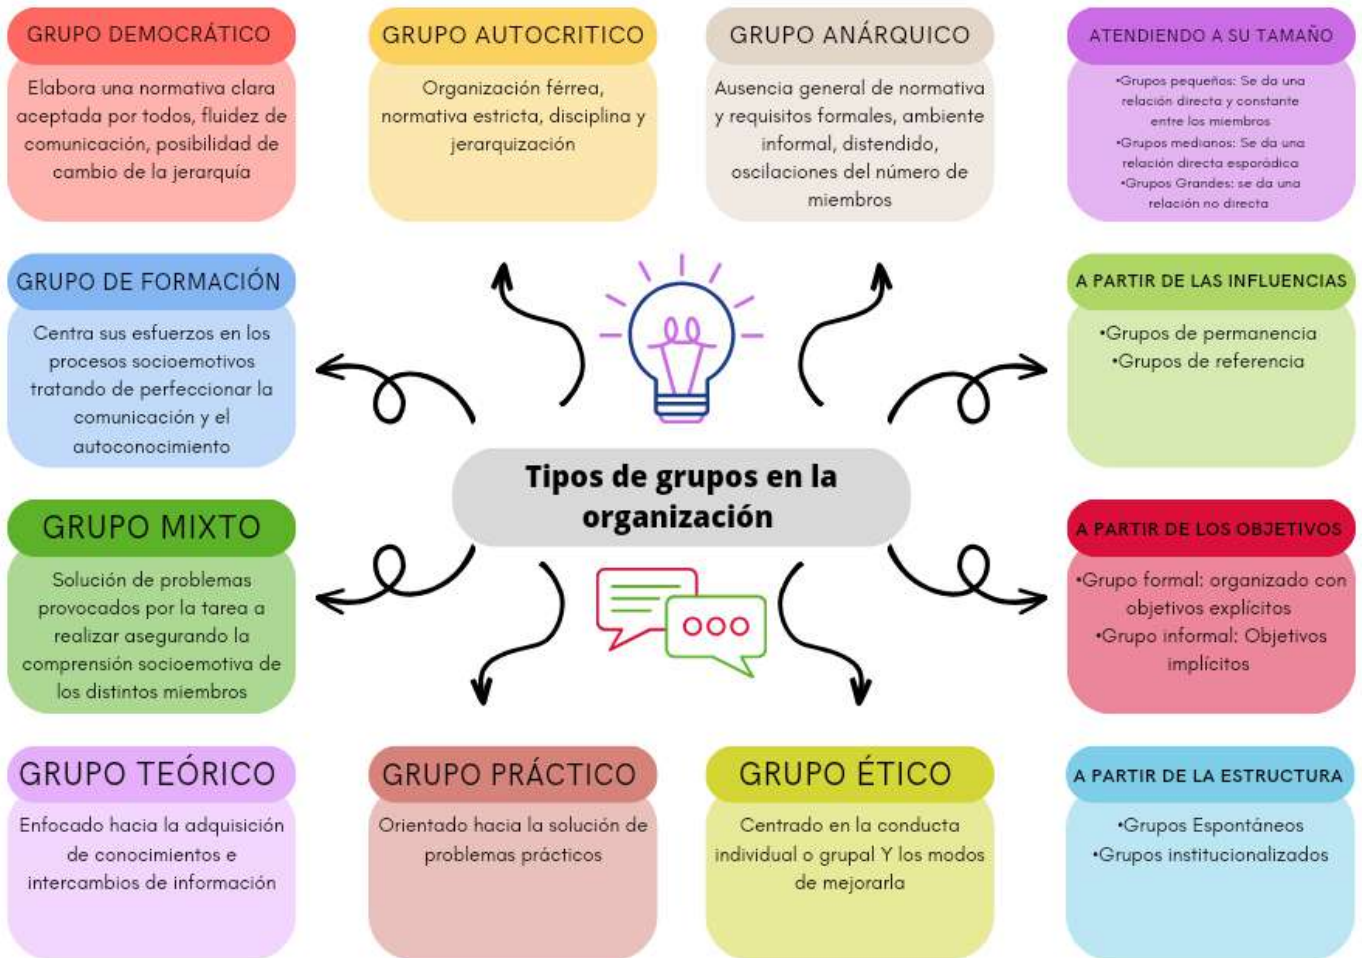 GRUPO DEMOCRÁTICO
Elabora una normativa clara
aceptada por todos, fluidez de
comunicación, posibilidad de
cambio de la jerarquía
GRUPO AUTOCRITICO
Organización férrea,
normativa estricta, disciplina y
jerarquización
GRUPO ANÁRQUICO
Ausencia general de normativa
y requisitos formales, ambiente
informal, distendido,
oscilaciones del número de
miembros
ATENDIENDO A SU TAMAÑO
•Grupos pequeños: Se da una
relación directa y constante
entre los miembros
•Grupos medianos: Se da una
relación directa esporádica
•Grupos Grandes: se da una
relación no directa
GRUPO DE FORMACIÓN
Centra sus esfuerzos en los
procesos socioemotivos
tratando de perfeccionar la
comunicación y el
autoconocimiento
A PARTIR DE LAS INFLUENCIAS
•Grupos de permanencia
•Grupos de referencia
Tipos de grupos en la
organización
GRUPO MIXTO
Solución de problemas
provocados por la tarea a
realizar asegurando la
comprensión socioemotiva de
los distintos miembros
A PARTIR DE LOS OBJETIVOS
•Grupo formal: organizado con
objetivos explícitos
•Grupo informal: Objetivos
implícitos
GRUPO TEÓRICO
Enfocado hacia la adquisición
de conocimientos e
intercambios de información
GRUPO PRÁCTICO
Orientado hacia la solución de
problemas prácticos
GRUPO ÉTICO
Centrado en la conducta
individual o grupal Y los modos
de mejorarla
A PARTIR DE LA ESTRUCTURA
•Grupos Espontáneos
•Grupos institucionalizados